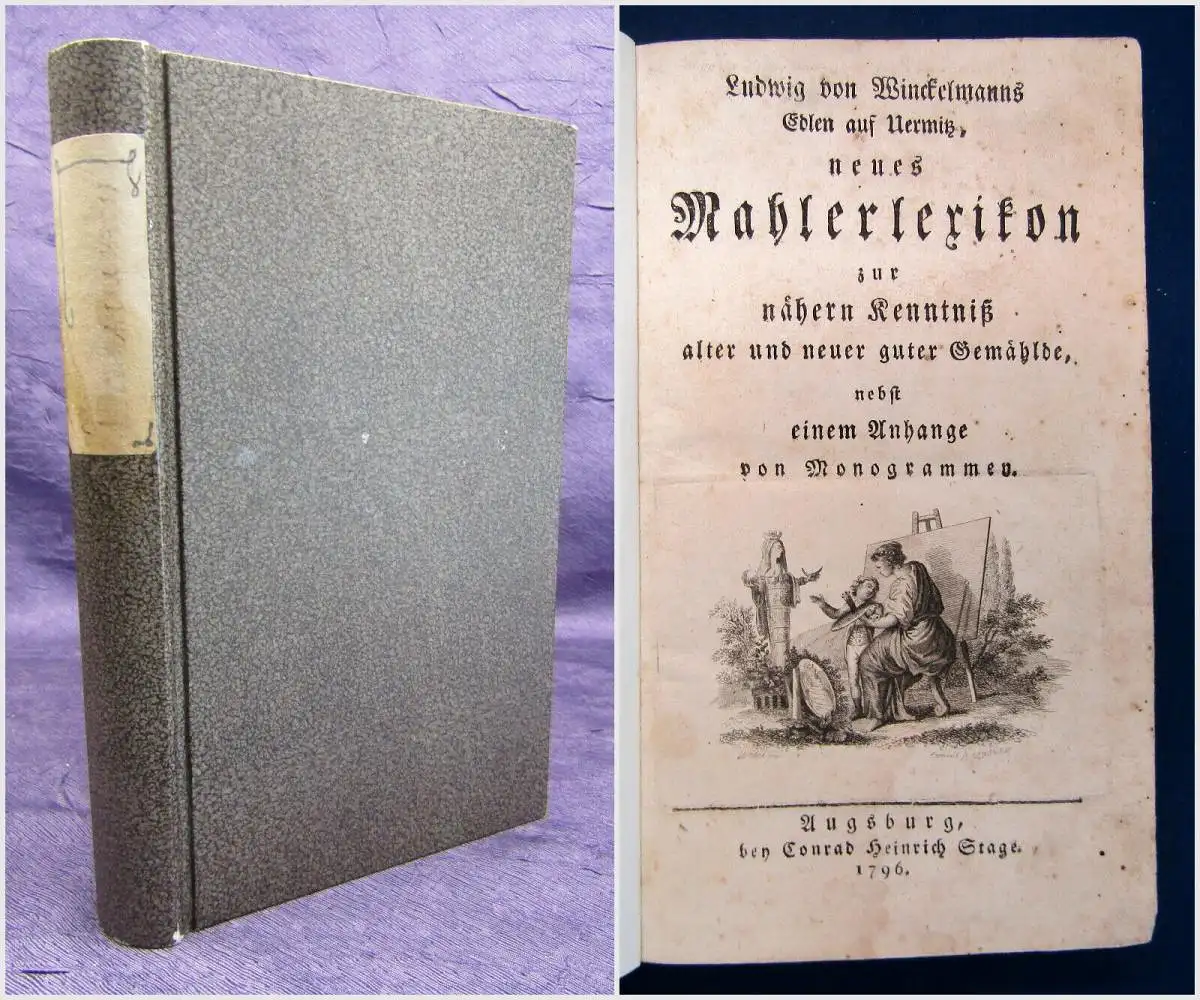 Ludwig von Winckelmanns
Edlen auf Uermitz,
neues
Mahlerlexikon
zur
nähern Kenntniß
alter und neuer guter Gemählde,
nebst
einem Anhange
von Monogrammen.
Augsburg,
bey Conrad Heinrich Stage.
1796.